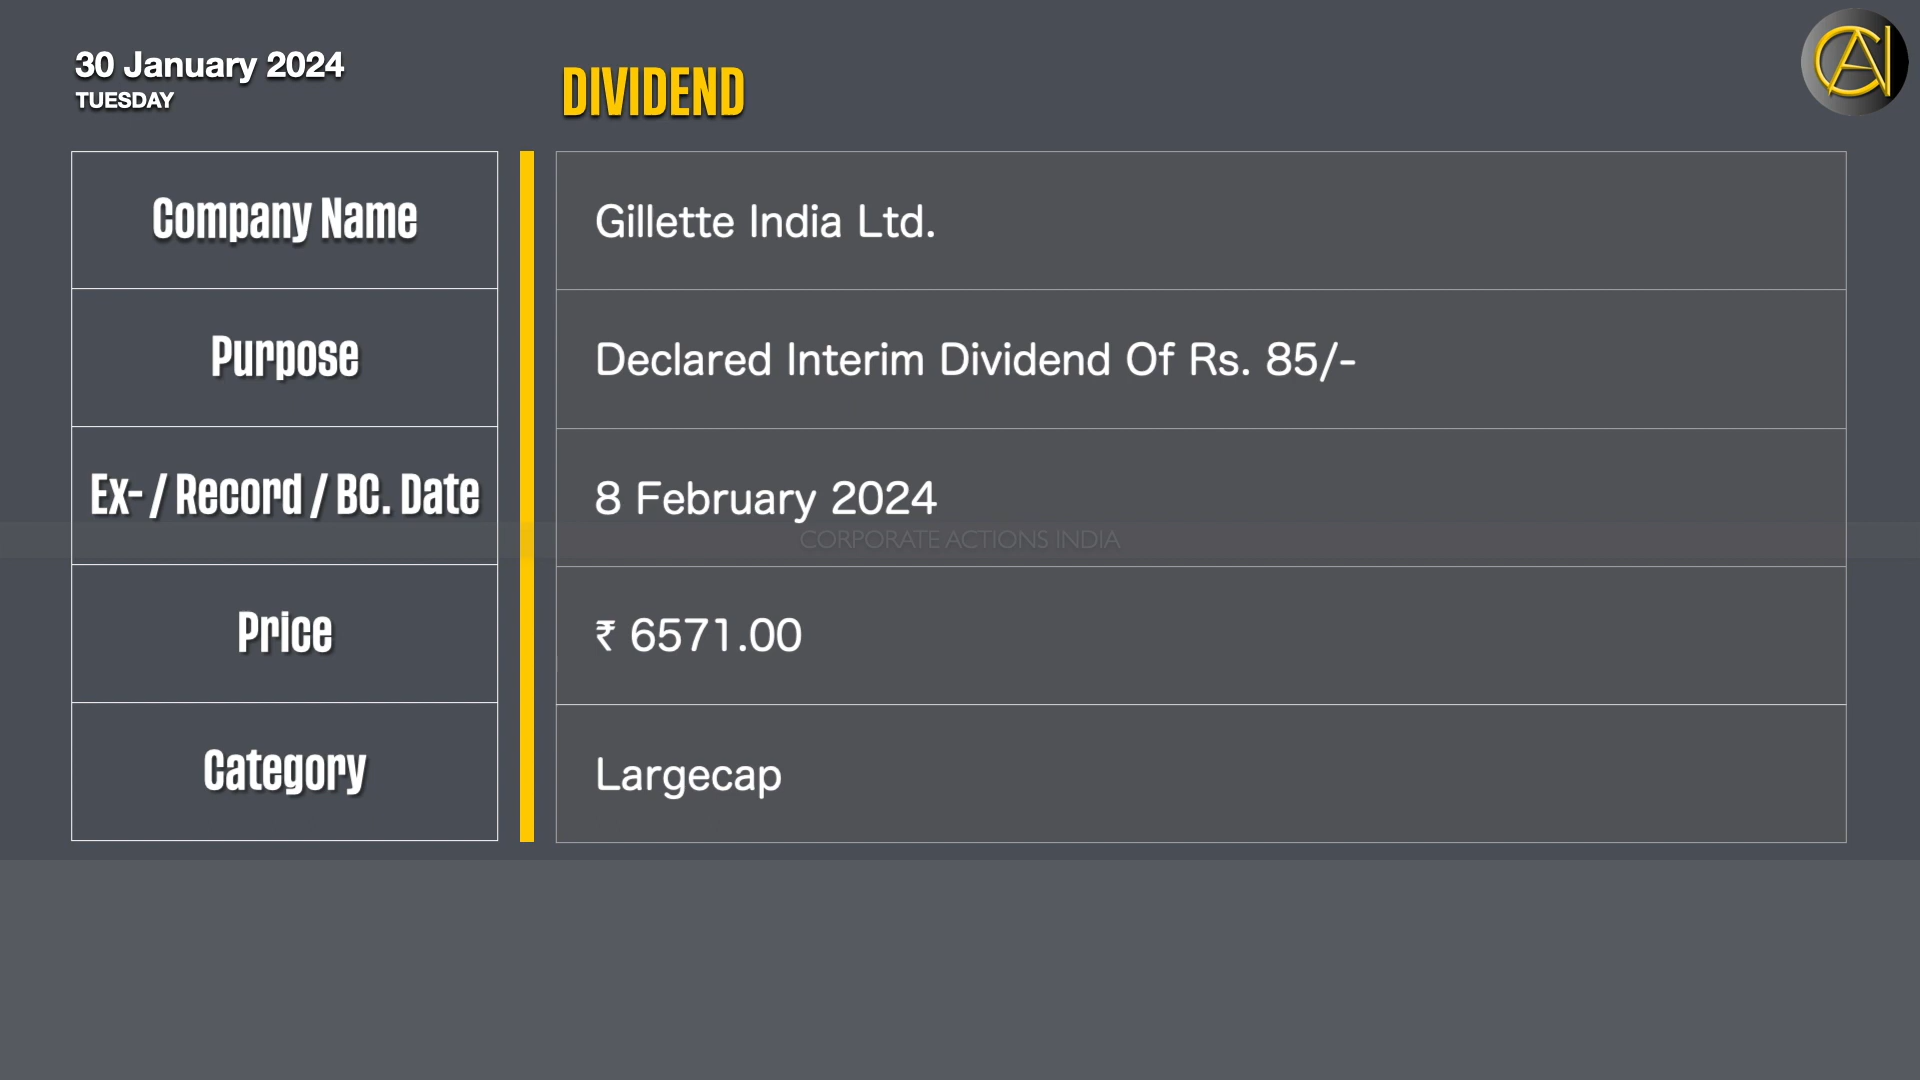 30 January 2024
TUESDAY
DIVIDEND
Company Name
Gillette India Ltd.
Purpose
Declared Interim Dividend Of Rs. 85/-
Ex- / Record / BC. Date
8 February 2024
CORPORATE ACTIONS INDIA
Price
₹ 6571.00
Category
Largecap
CAI